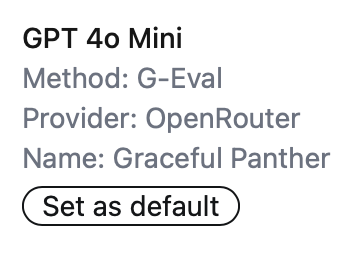 GPT 4o Mini
Method: G-Eval
Provider: OpenRouter
Name: Graceful Panther
Set as default